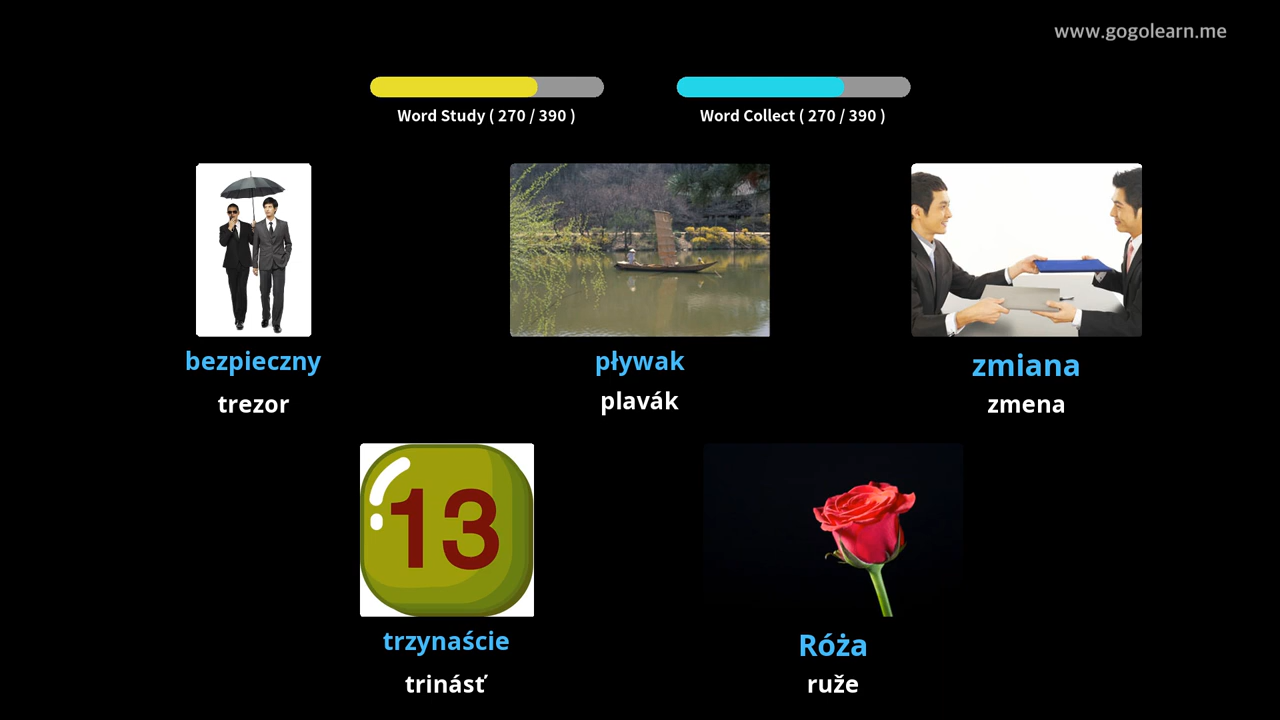 www.gogolearn.me
Word Study ( 270 / 390 )
Word Collect ( 270 / 390 )
bezpieczny
trezor
pływak
plavák
zmiana
zmena
13
trzynaście
trinásť
Róża
ruže